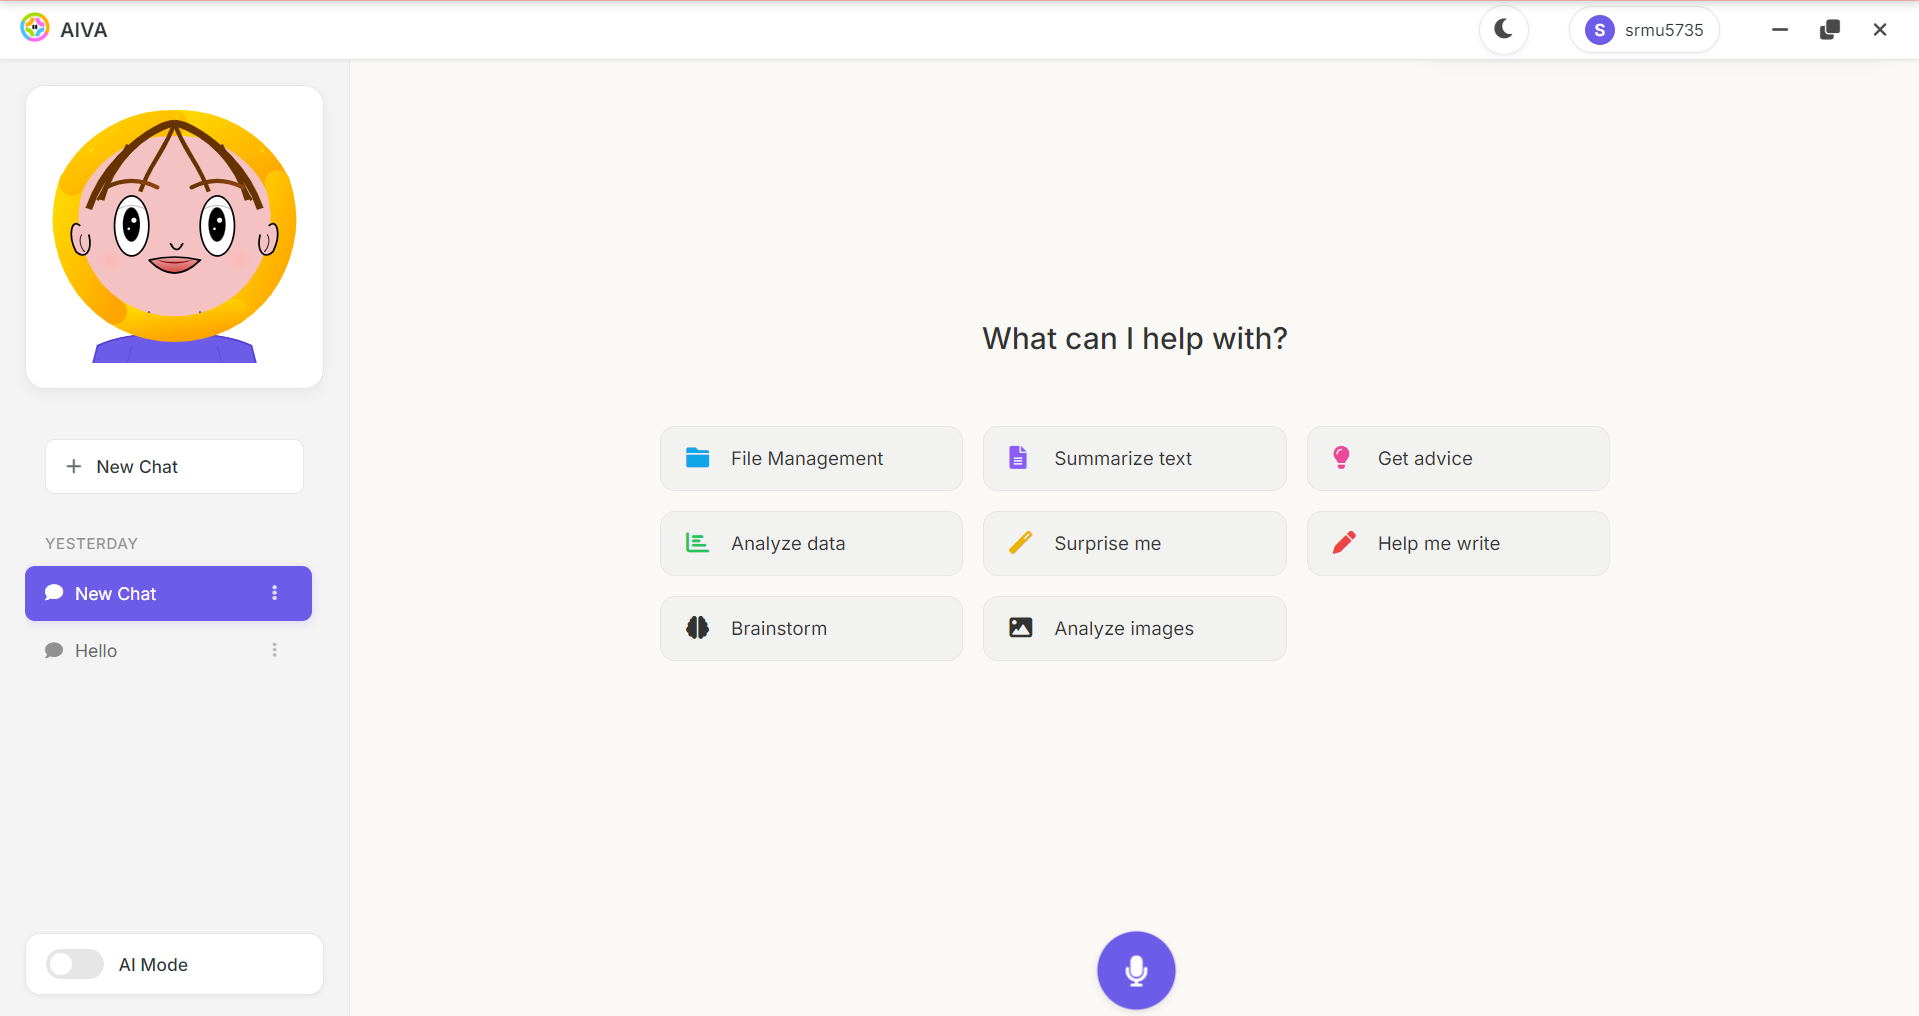 AIVA
S srmu5735
New Chat
YESTERDAY
New Chat
Hello
AI Mode
What can I help with?
File Management
Summarize text
Get advice
Analyze data
Surprise me
Help me write
Brainstorm
Analyze images